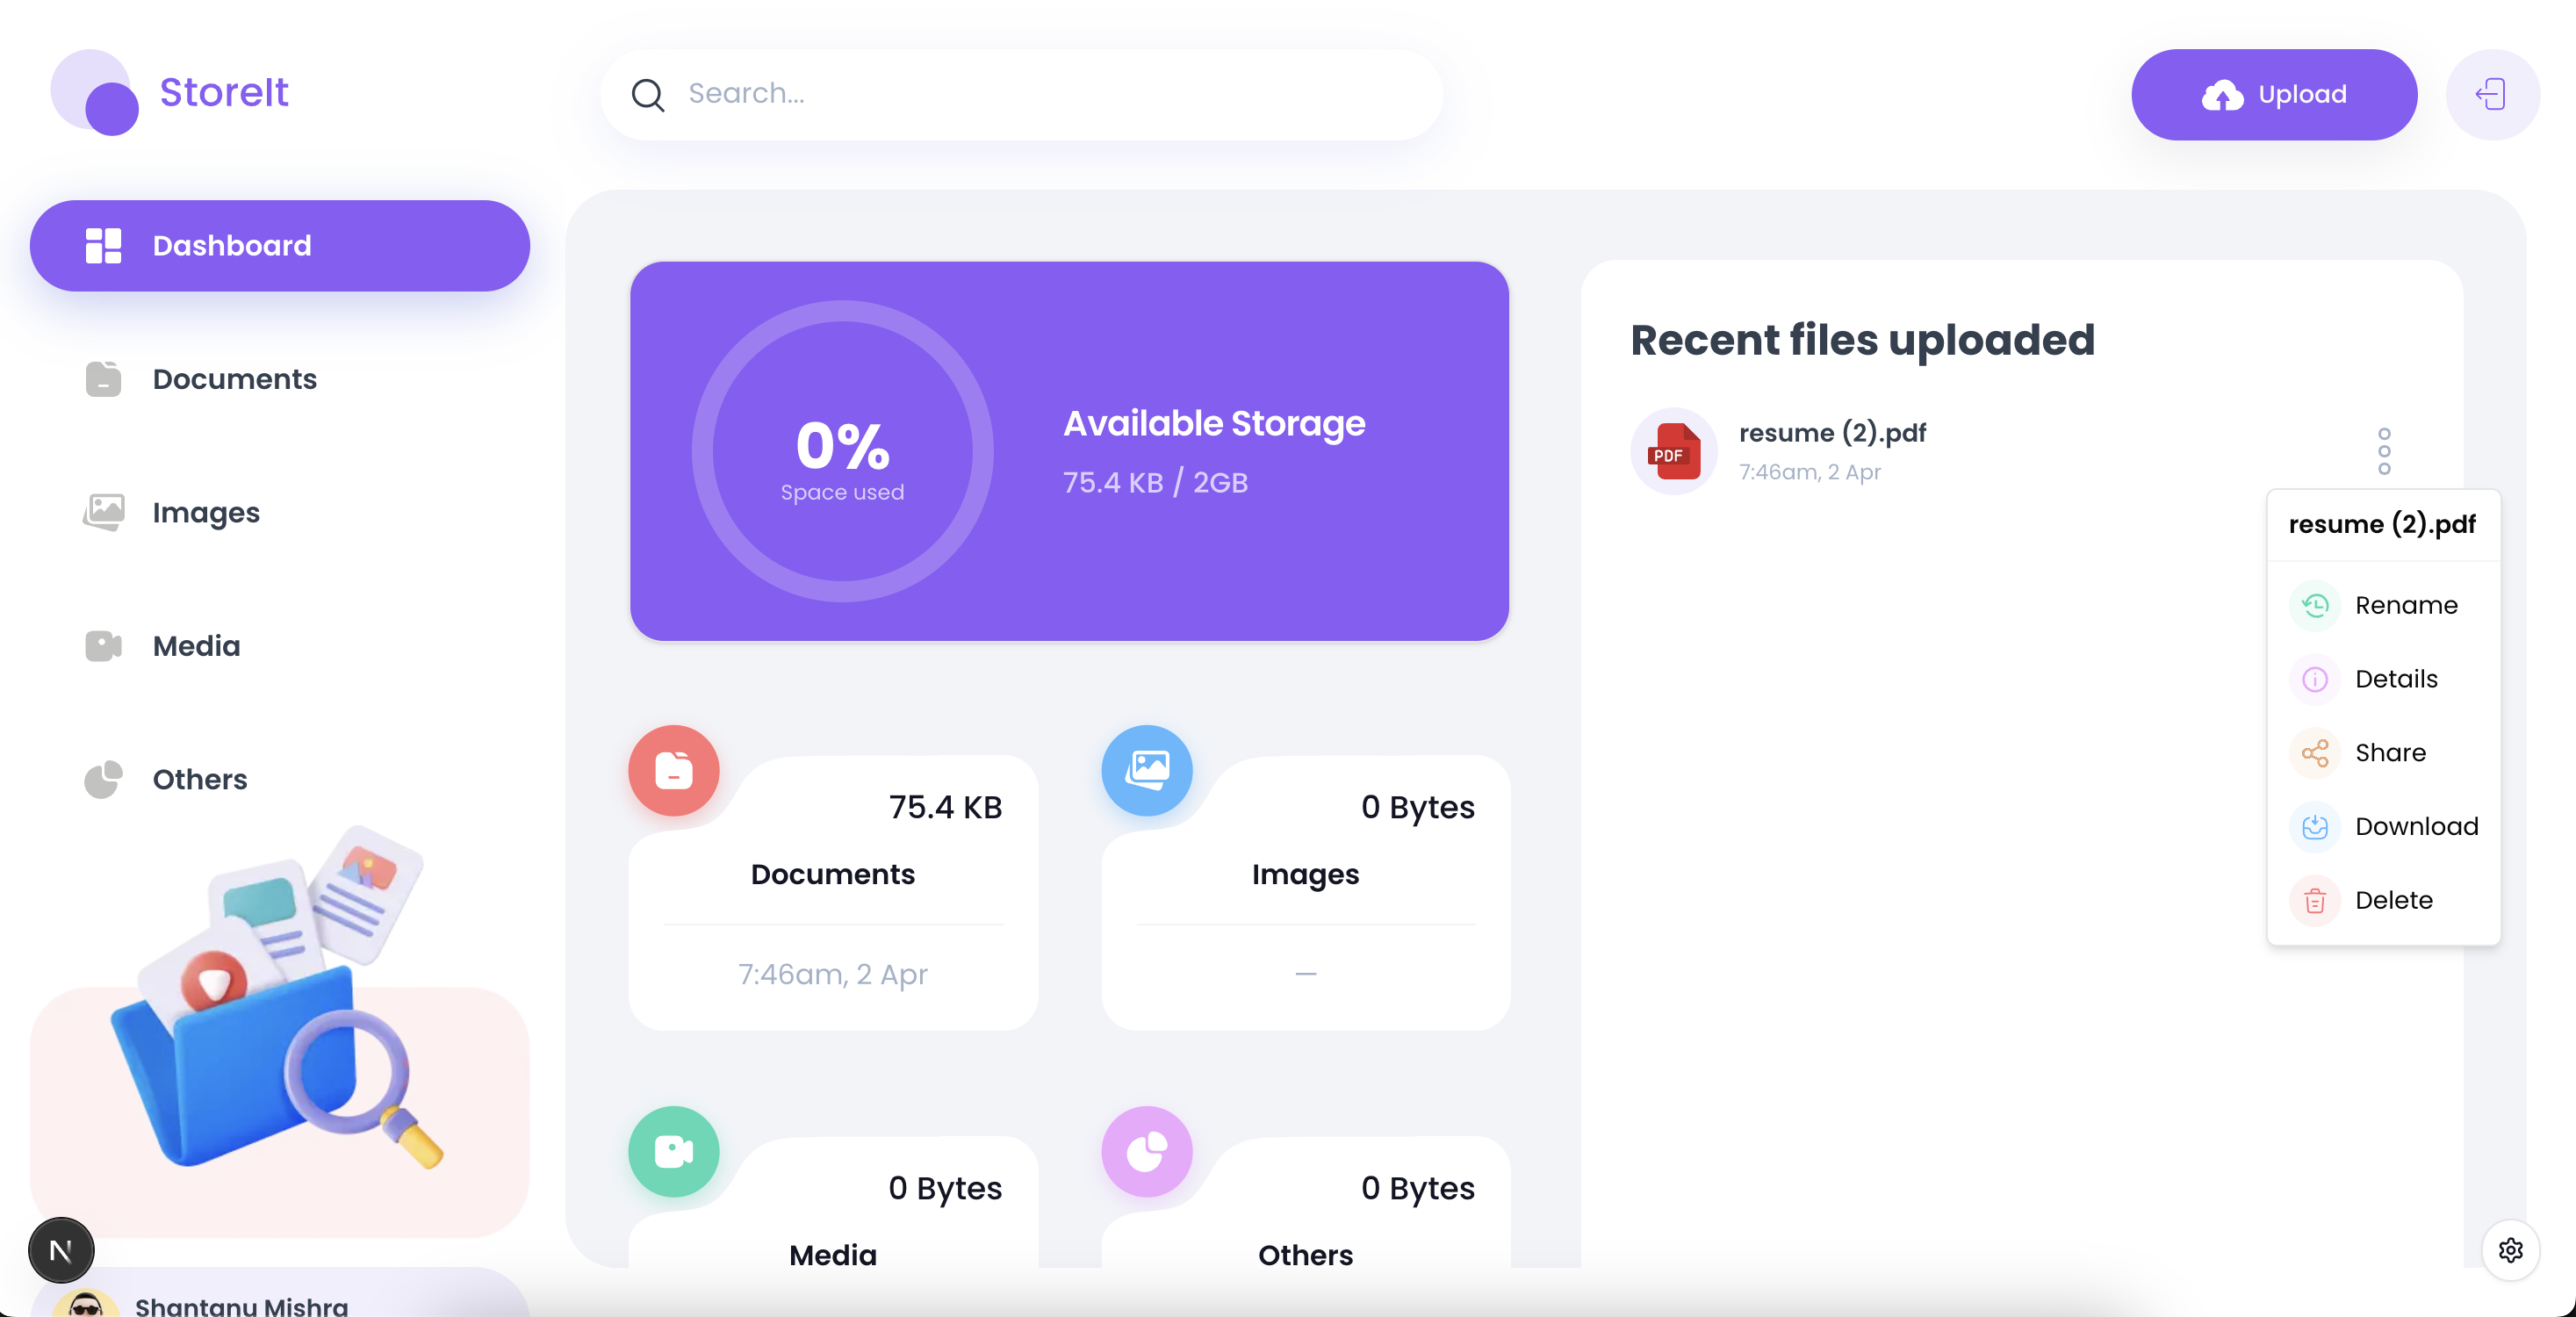 StoreIt
Search...
Upload
Dashboard
Documents
Images
Media
Others
0%
Space used
Available Storage
75.4 KB / 2GB
75.4 KB
Documents
7:46am, 2 Apr
0 Bytes
Images
—
0 Bytes
Media
0 Bytes
Others
Recent files uploaded
PDF
resume (2).pdf
7:46am, 2 Apr
resume (2).pdf
Rename
Details
Share
Download
Delete
N
Shantanu Mishra